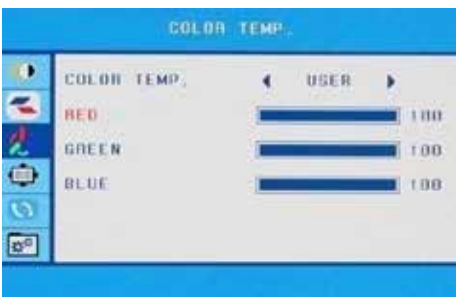 COLOR TEMP.
COLOR TEMP. USER
RED 100
GREEN 100
BLUE 100